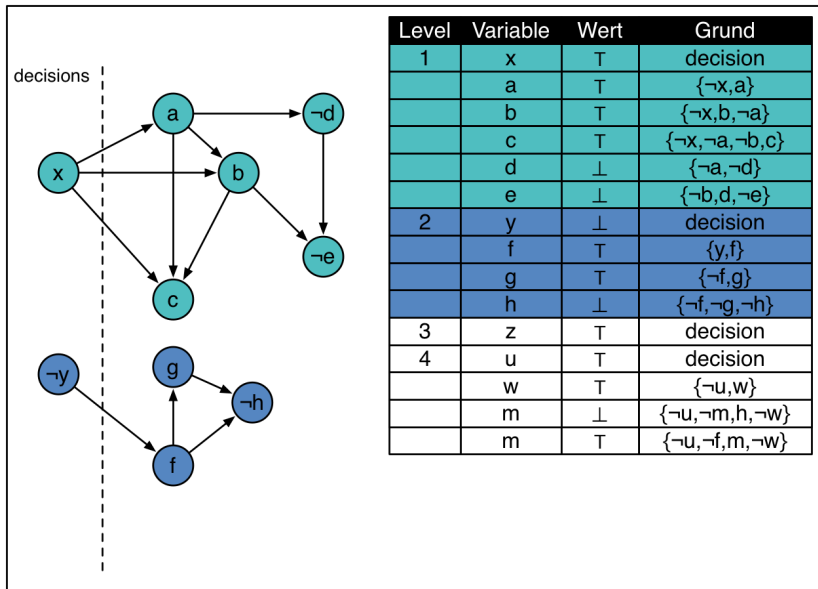 decisions
x
a
¬d
b
¬e
c
¬y
g
¬h
f
Level Variable Wert Grund
1 x ⊤ decision
a ⊤ {¬x,a}
b ⊤ {¬x,b,¬a}
c ⊤ {¬x,¬a,¬b,c}
d ⊥ {¬a,¬d}
e ⊥ {¬b,d,¬e}
2 y ⊥ decision
f ⊤ {y,f}
g ⊤ {¬f,g}
h ⊥ {¬f,¬g,¬h}
3 z ⊤ decision
4 u ⊤ decision
w ⊤ {¬u,w}
m ⊥ {¬u,¬m,h,¬w}
m ⊤ {¬u,¬f,m,¬w}